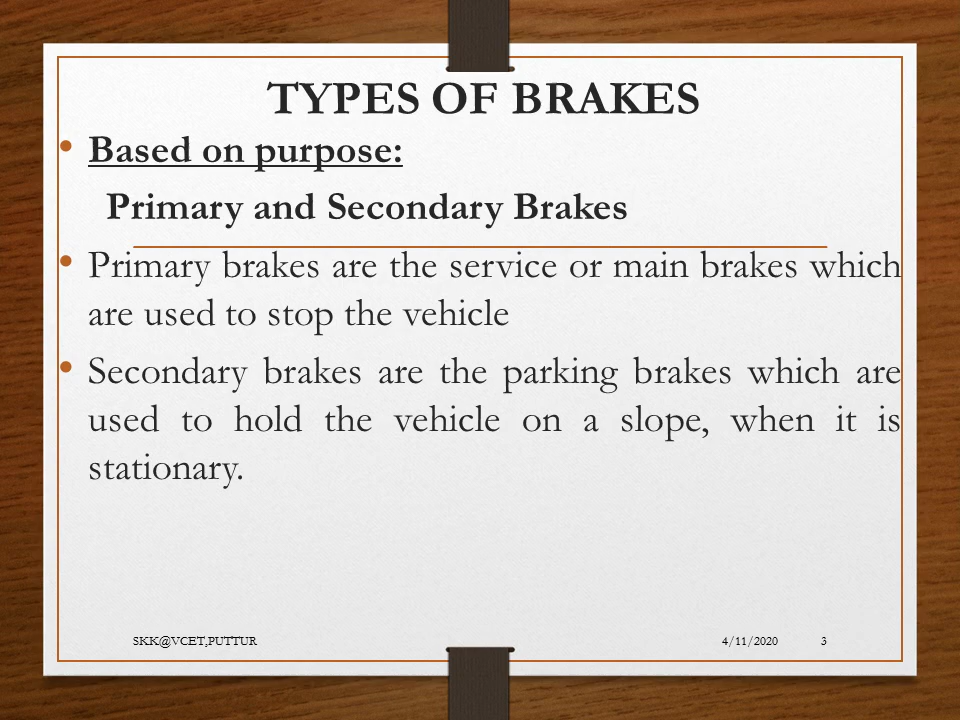 TYPES OF BRAKES
• Based on purpose:
Primary and Secondary Brakes
• Primary brakes are the service or main brakes which
are used to stop the vehicle
• Secondary brakes are the parking brakes which are
used to hold the vehicle on a slope, when it is
stationary.
SKK@VCET,PUTTUR 4/11/2020 3